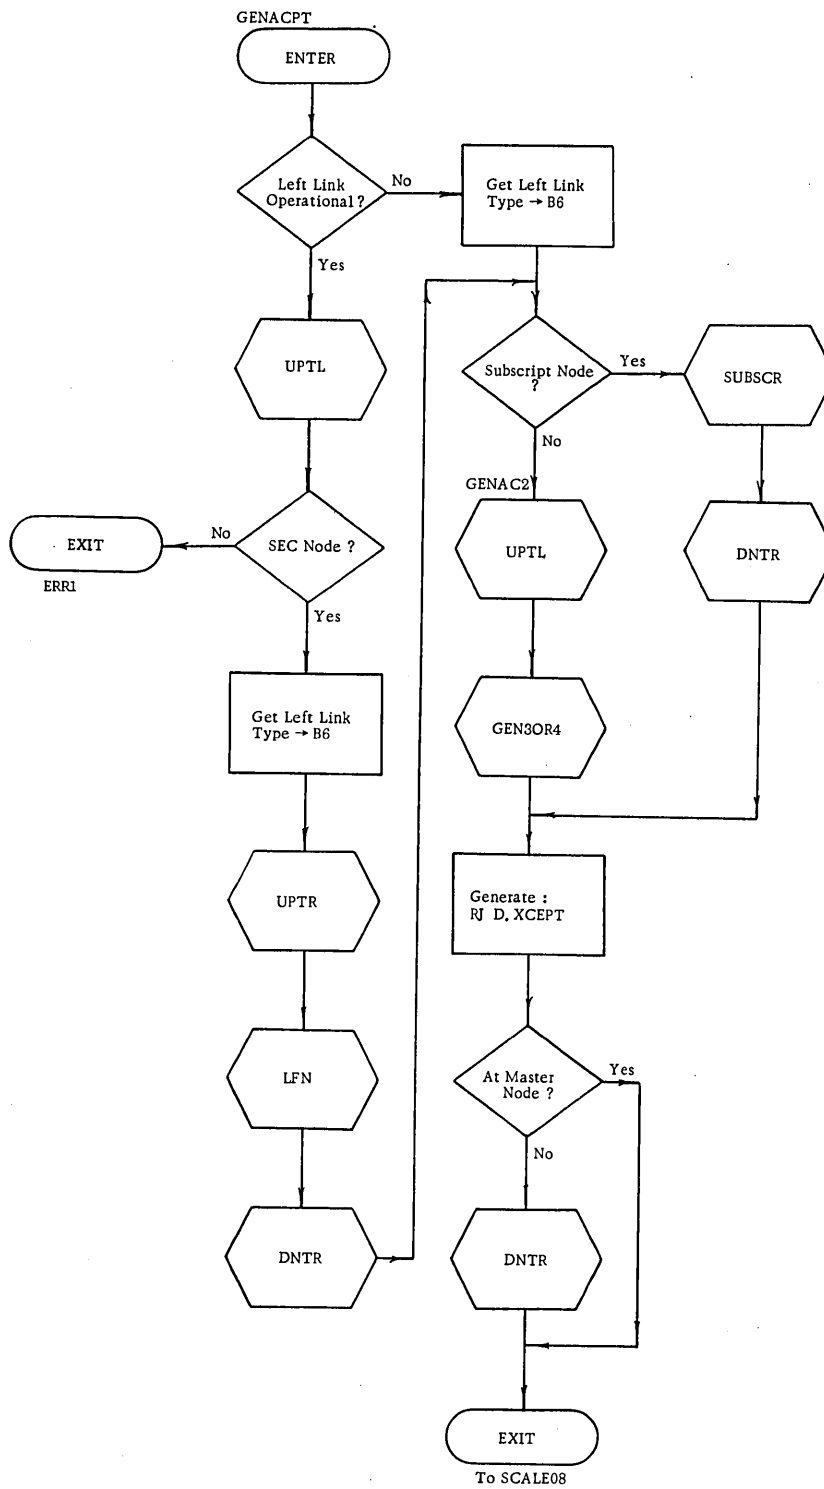 GENACPT
ENTER
Left Link
Operational ?
No
Get Left Link
Type → B6
Yes
UPTL
Subscript Node
?
Yes
SUBSCR
No
GENAC2
SEC Node ?
No
EXIT
ERR1
UPTL
DNTR
Yes
Get Left Link
Type → B6
GEN3OR4
UPTR
Generate :
RJ D. XCEPT
LFN
At Master
Node ?
Yes
No
DNTR
DNTR
EXIT
To SCALE08